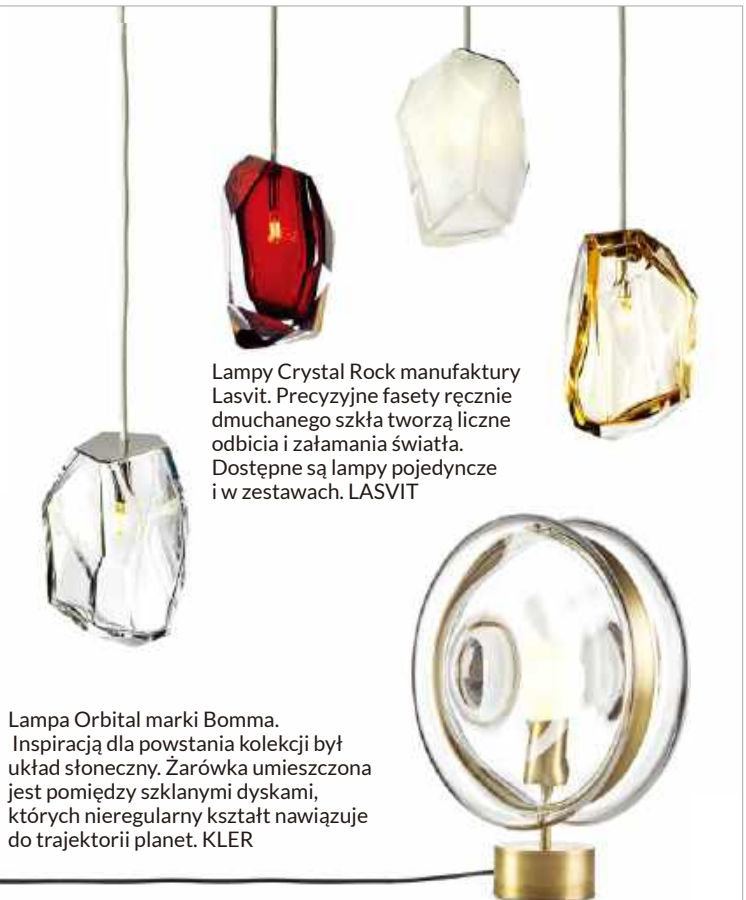 Lampy Crystal Rock manufaktury
Lasvit. Precyzyjne fasety ręcznie
dmuchanego szkła tworzą liczne
odbicia i załamania światła.
Dostępne są lampy pojedyncze
i w zestawach. LASVIT
Lampa Orbital marki Bomma.
Inspiracją dla powstania kolekcji był
układ słoneczny. Żarówka umieszczona
jest pomiędzy szklanymi dyskami,
których nieregularny kształt nawiązuje
do trajektorii planet. KLER